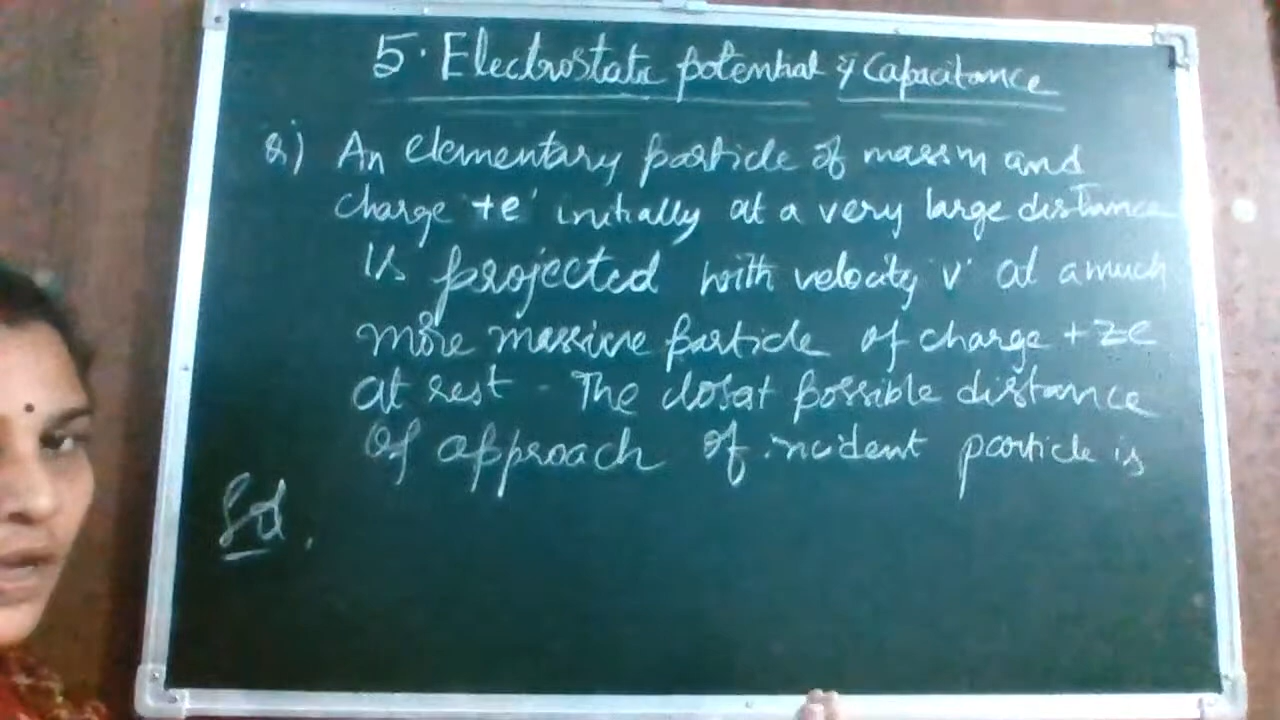 5. Electrostatic potential & Capacitance
Q) An elementary particle of mass m and
charge '+e' initially at a very large distance
is projected with velocity 'v' at a much
more massive particle of charge + ze
at rest - The closest possible distance
of approach of incident particle is
Sol.